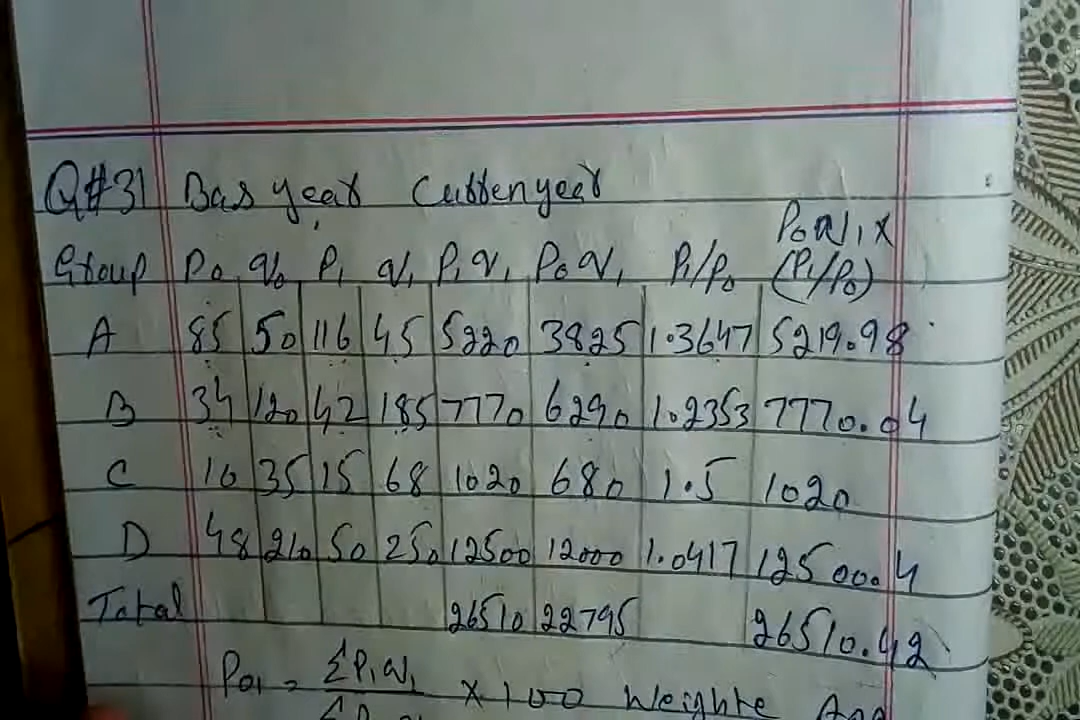 Q#31 Bas year Curren year
P0q1 x
Group P0 q0 P1 q1 P1q1 P0q1 P1/P0 (P1/P0)
A 85 50 116 45 5220 3825 1.3647 5219.98
B 34 120 42 185 7770 6290 1.2353 7770.04
C 10 35 15 68 1020 680 1.5 1020
D 48 210 50 250 12500 12000 1.0417 12500.4
Total 26510 22795 26510.42
P01 = ΣP1q1 x 100 Weighte